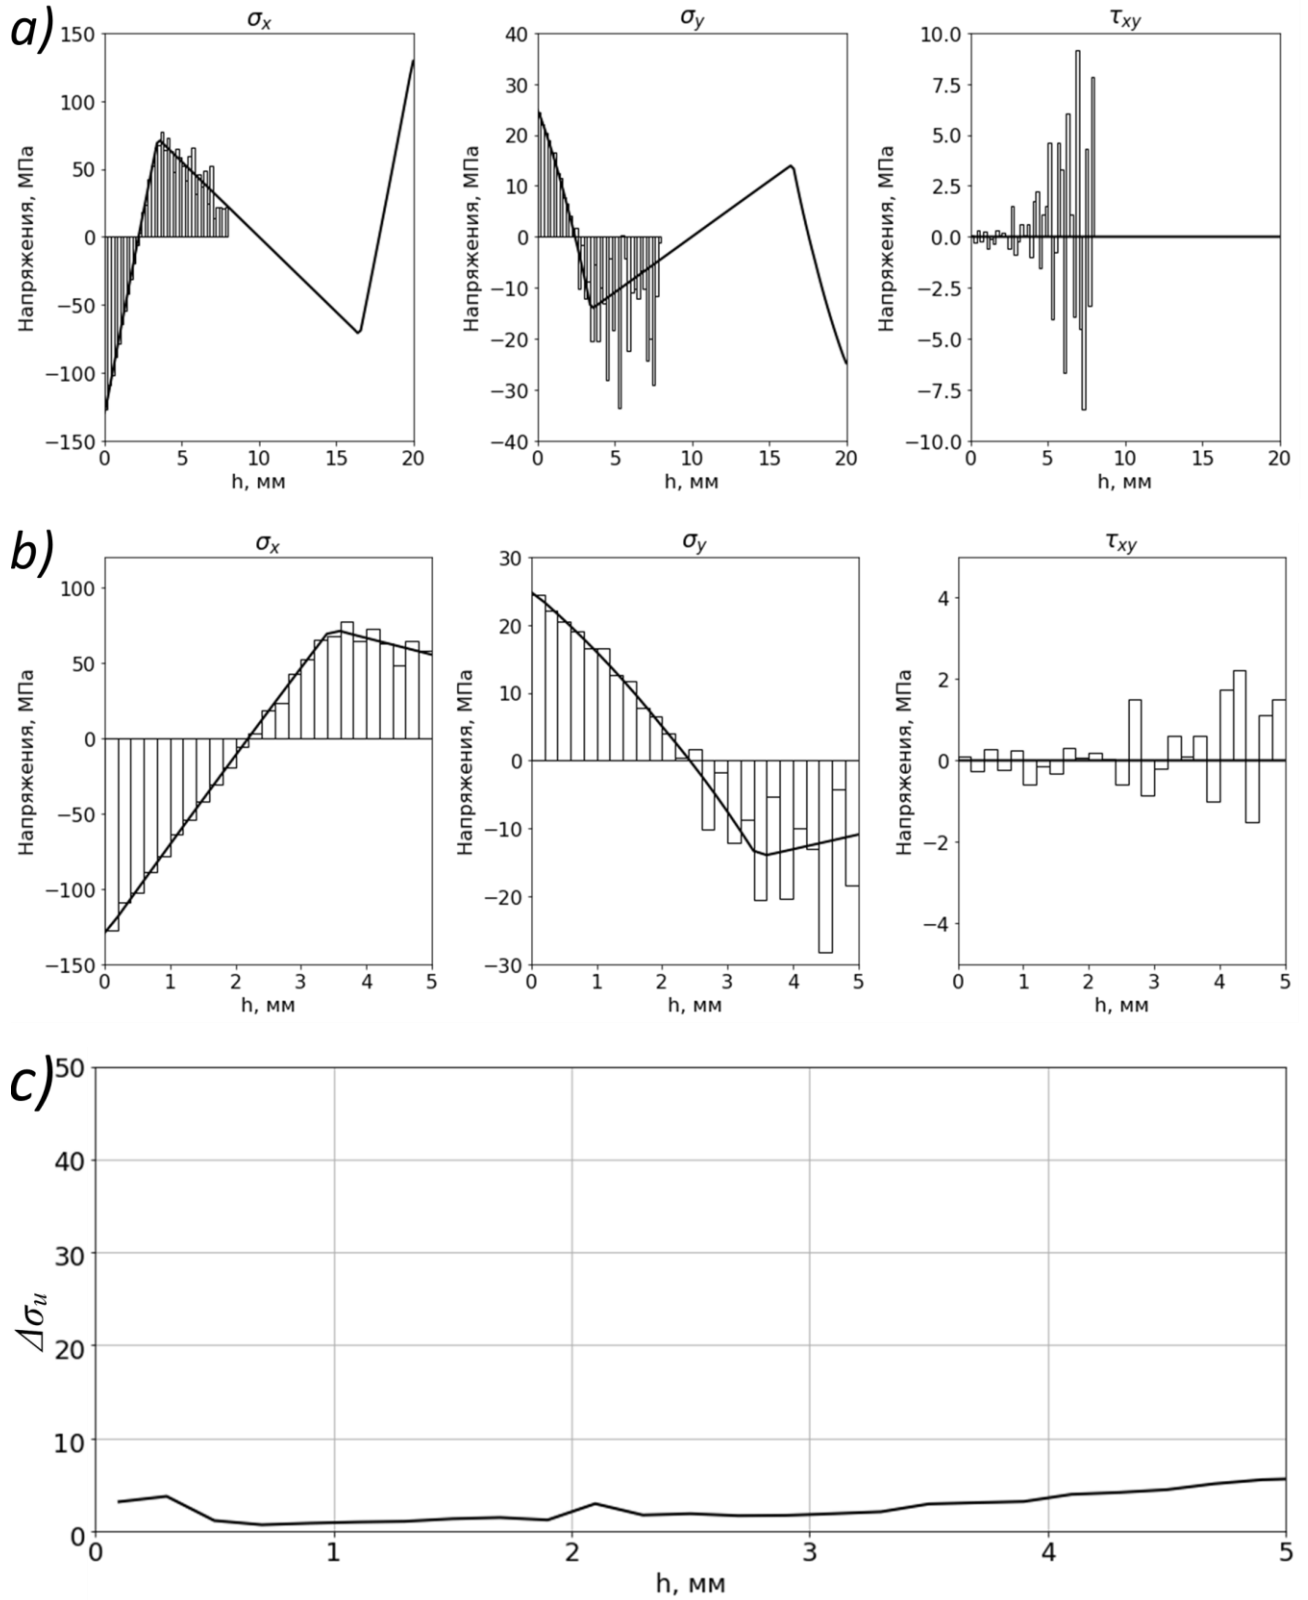 a)
σx
σy
τxy
Напряжения, МПа
150
100
50
0
−50
−100
−150
0 5 10 15 20
h, мм
Напряжения, МПа
40
30
20
10
0
−10
−20
−30
−40
0 5 10 15 20
h, мм
Напряжения, МПа
10.0
7.5
5.0
2.5
0.0
−2.5
−5.0
−7.5
−10.0
0 5 10 15 20
h, мм
b)
σx
σy
τxy
Напряжения, МПа
100
50
0
−50
−100
−150
0 1 2 3 4 5
h, мм
Напряжения, МПа
30
20
10
0
−10
−20
−30
0 1 2 3 4 5
h, мм
Напряжения, МПа
4
2
0
−2
−4
0 1 2 3 4 5
h, мм
c)
Δσu
50
40
30
20
10
0
0 1 2 3 4 5
h, мм